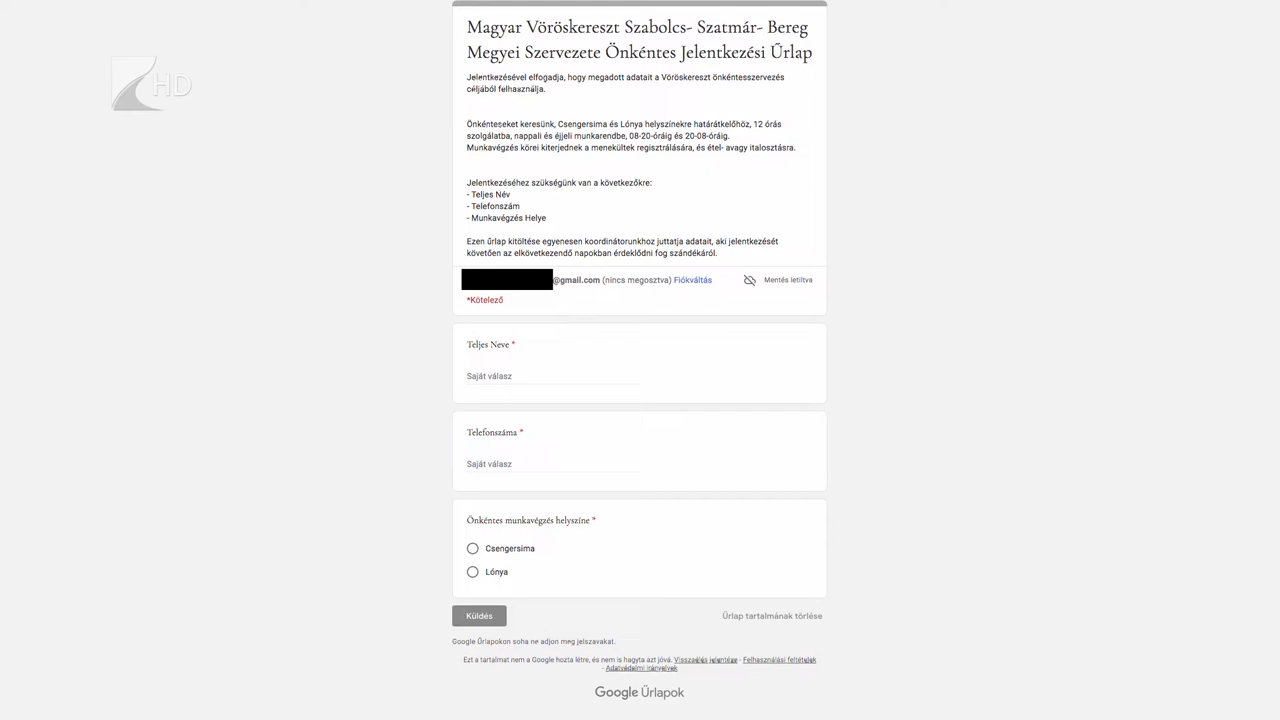 HD
Magyar Vöröskereszt Szabolcs- Szatmár- Bereg
Megyei Szervezete Önkéntes Jelentkezési Űrlap
Jelentkezésével elfogadja, hogy megadott adatait a Vöröskereszt önkéntesszervezés
céljából felhasználja.
Önkénteseket keresünk, Csengersima és Lónya helyszínekre határátkelőhöz, 12 órás
szolgálatba, nappali és éjjeli munkarendbe, 08-20-óráig és 20-08-óráig.
Munkavégzés körei kiterjednek a menekültek regisztrálására, és étel- avagy italosztásra.
Jelentkezéséhez szükségünk van a következőkre:
- Teljes Név
- Telefonszám
- Munkavégzés Helye
Ezen űrlap kitöltése egyenesen koordinátorunkhoz juttatja adatait, aki jelentkezését
követően az elkövetkezendő napokban érdeklődni fog szándékáról.
@gmail.com (nincs megosztva) Fiókváltás
Mentés letiltva
*Kötelező
Teljes Neve *
Saját válasz
Telefonszáma *
Saját válasz
Önkéntes munkavégzés helyszíne *
Csengersima
Lónya
Küldés
Űrlap tartalmának törlése
Google Űrlapokon soha ne adjon meg jelszavakat.
Ezt a tartalmat nem a Google hozta létre, és nem is hagyta azt jóvá. Visszaélés jelentése - Felhasználási feltételek
- Adatvédelmi irányelvek
Google Űrlapok